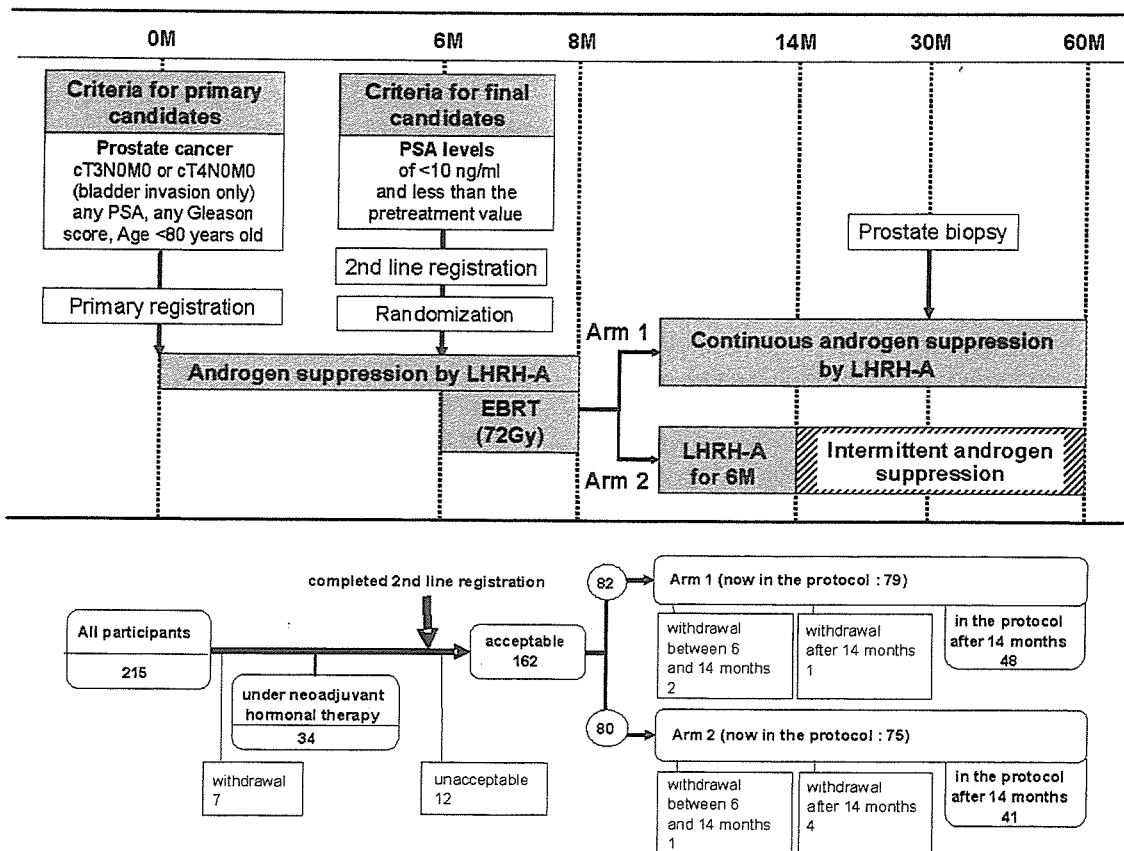 0M 6M 8M 14M 30M 60M
Criteria for primary
candidates
Prostate cancer
cT3N0M0 or cT4N0M0
(bladder invasion only)
any PSA, any Gleason
score, Age <80 years old
Primary registration
Criteria for final
candidates
PSA levels
of <10 ng/ml
and less than the
pretreatment value
2nd line registration
Randomization
Androgen suppression by LHRH-A
EBRT
(72Gy)
Prostate biopsy
Arm 1
Continuous androgen suppression
by LHRH-A
Arm 2
LHRH-A
for 6M
Intermittent androgen
suppression
completed 2nd line registration
All participants
215
under neoadjuvant
hormonal therapy
34
withdrawal
7
unacceptable
12
acceptable
162
82
Arm 1 (now in the protocol : 79)
withdrawal
between 6
and 14 months
2
withdrawal
after 14 months
1
in the protocol
after 14 months
48
80
Arm 2 (now in the protocol : 75)
withdrawal
between 6
and 14 months
1
withdrawal
after 14 months
4
in the protocol
after 14 months
41